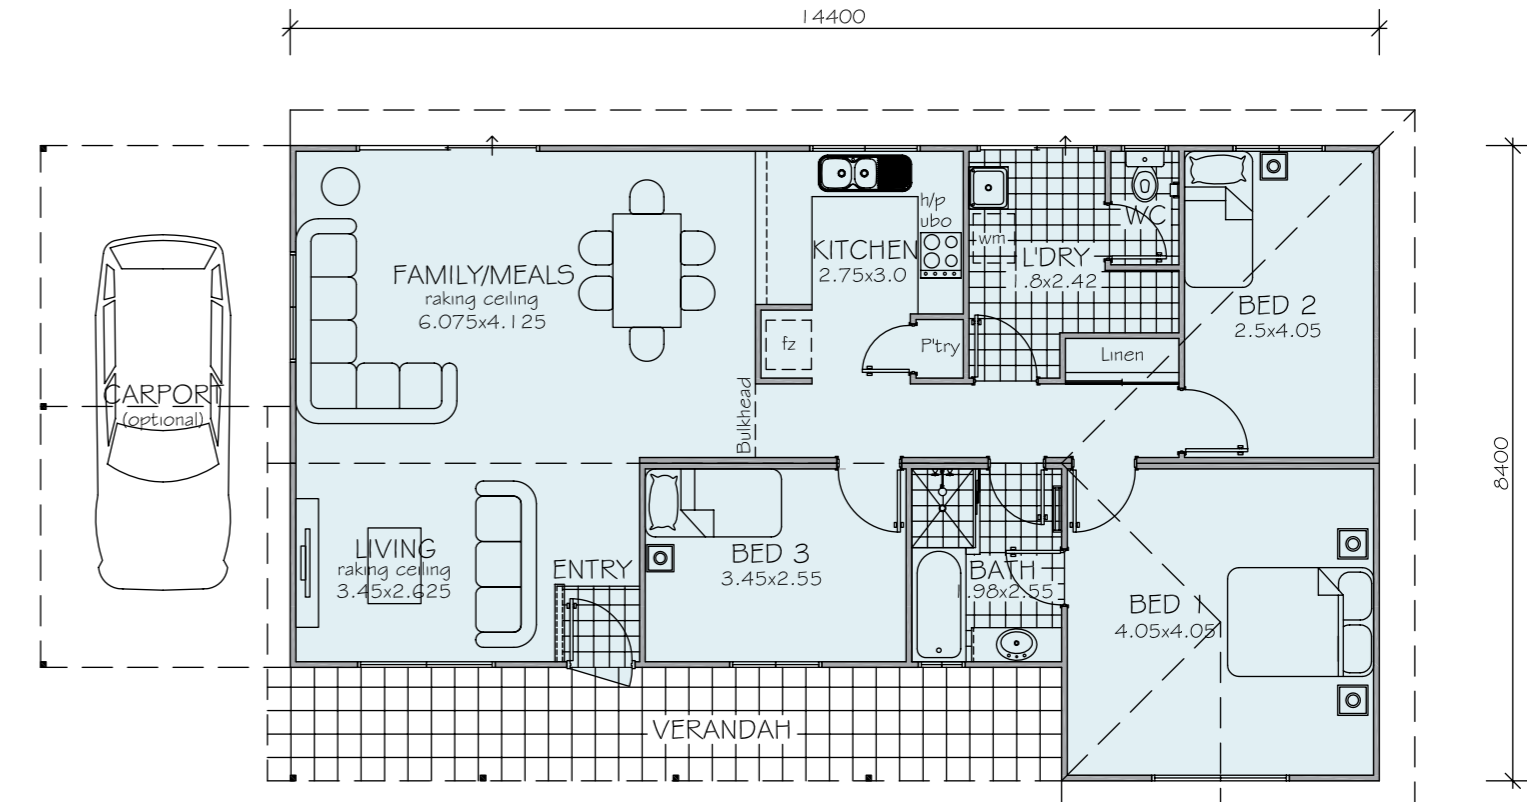 14400
h/p
ubo
WC
wm
KITCHEN
2.75x3.0
L'DRY
1.8x2.42
FAMILY/MEALS
raking ceiling
6.075x4.125
BED 2
2.5x4.05
fz
P'try
Linen
CARPORT
(optional)
Bulkhead
8400
LIVING
raking ceiling
3.45x2.625
ENTRY
BED 3
3.45x2.55
BATH
1.98x2.55
BED 1
4.05x4.05
VERANDAH